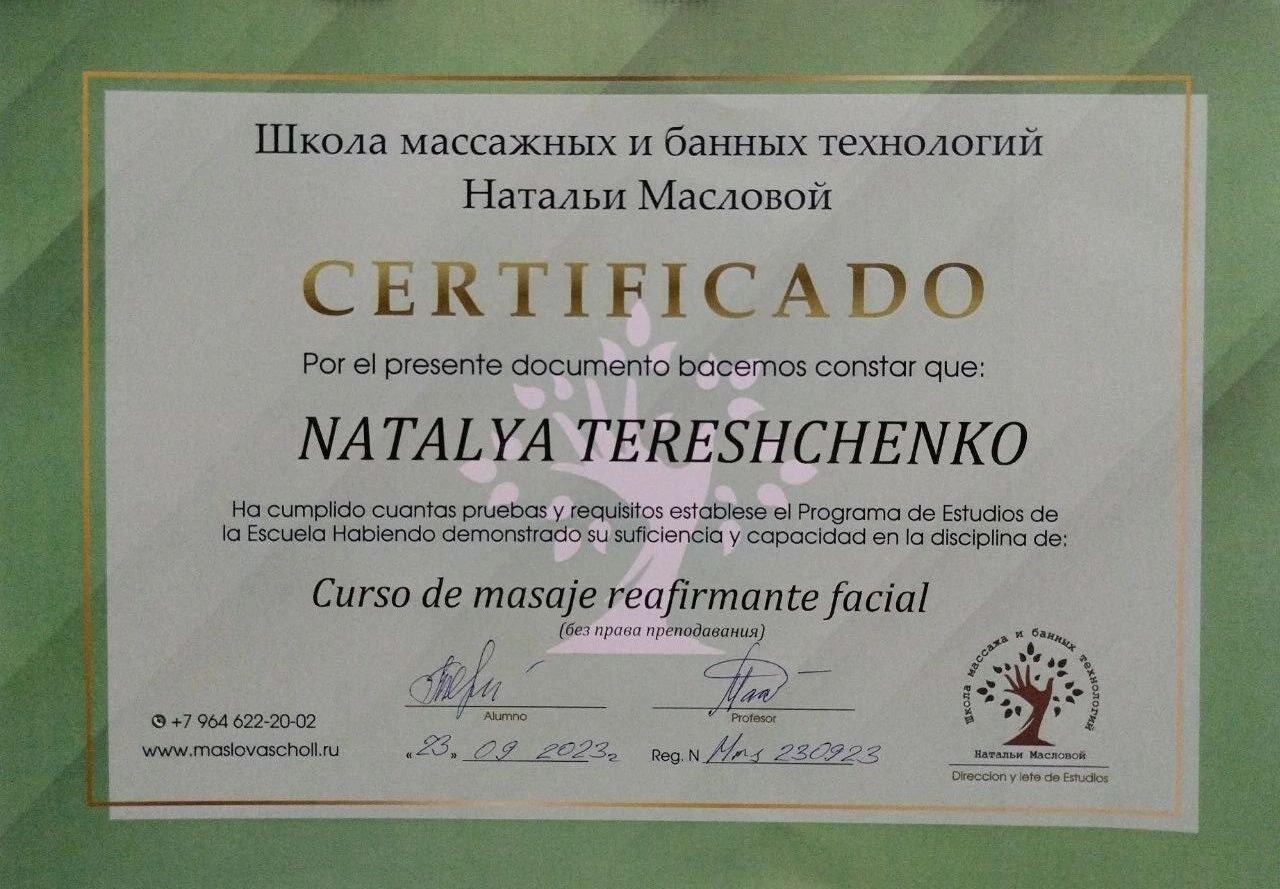 Школа массажных и банных технологий
Натальи Масловой
CERTIFICADO
Por el presente documento bacemos constar que:
NATALYA TERESHCHENKO
Ha cumplido cuantas pruebas y requisitos establese el Programa de Estudios de
la Escuela Habiendo demonstrado su suficiencia y capacidad en la disciplina de:
Curso de masaje reafirmante facial
(без права преподавания)
Alumno
Profesor
+7 964 622-20-02
www.maslovascholl.ru
«23» 09 2023г
Reg. N 230923
Школа массажа и банных технологий
Натальи Масловой
Direccion y lefe de Estudios